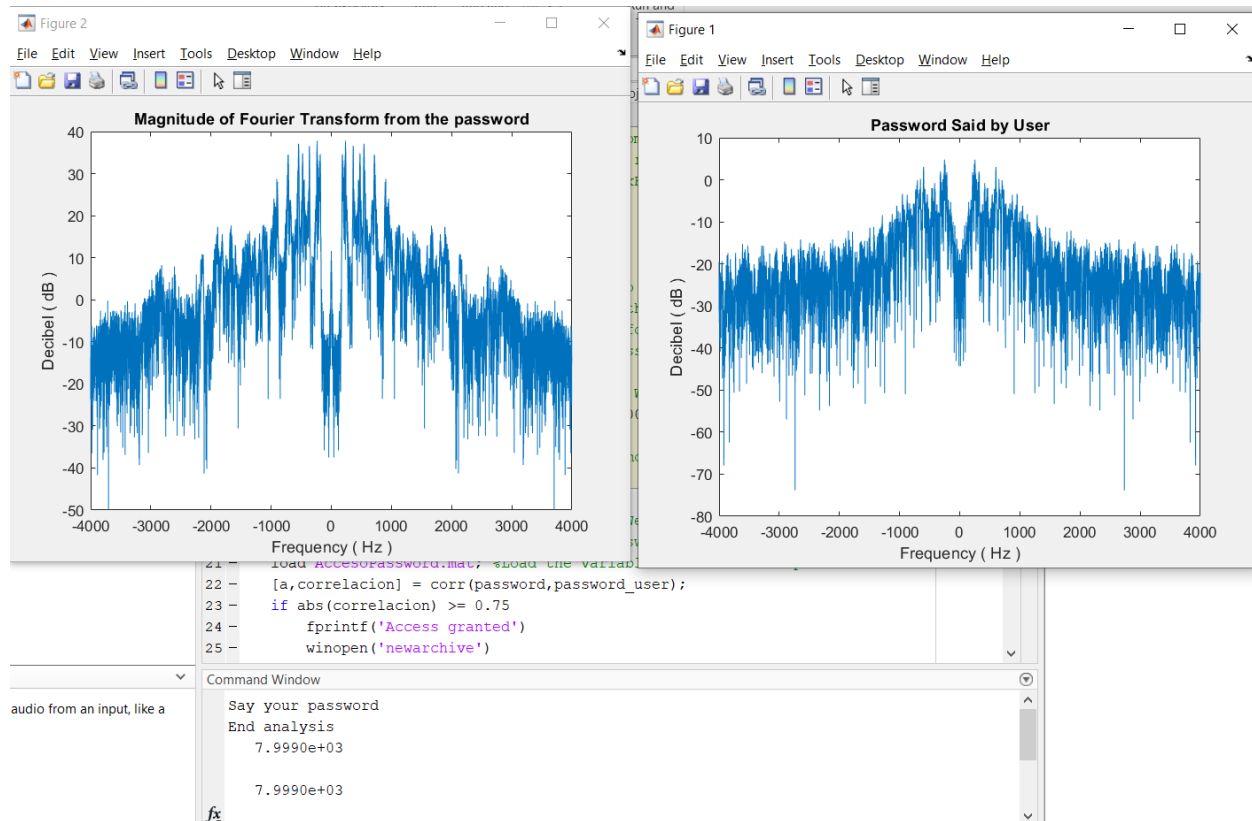 Figure 2
File Edit View Insert Tools Desktop Window Help
Magnitude of Fourier Transform from the password
40
30
20
10
0
-10
-20
-30
-40
-50
Decibel ( dB )
-4000 -3000 -2000 -1000 0 1000 2000 3000 4000
Frequency ( Hz )
Figure 1
File Edit View Insert Tools Desktop Window Help
Password Said by User
10
0
-10
-20
-30
-40
-50
-60
-70
-80
Decibel ( dB )
-4000 -3000 -2000 -1000 0 1000 2000 3000 4000
Frequency ( Hz )
21 - load AccesoPassword.mat; %Load the variabl
22 - [a,correlacion] = corr(password,password_user);
23 - if abs(correlacion) >= 0.75
24 - fprintf('Access granted')
25 - winopen('newarchive')
Command Window
audio from an input, like a
Say your password
End analysis
7.9990e+03
7.9990e+03
fx